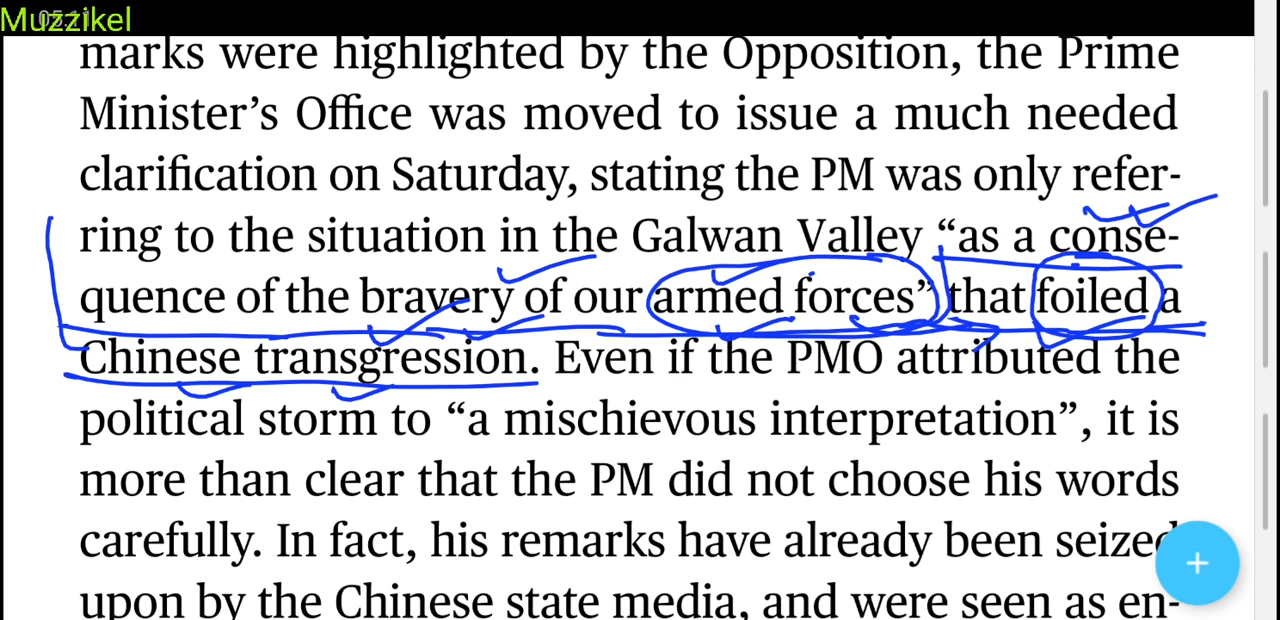 Muzzikel
marks were highlighted by the Opposition, the Prime
Minister's Office was moved to issue a much needed
clarification on Saturday, stating the PM was only refer-
ring to the situation in the Galwan Valley “as a conse-
quence of the bravery of our armed forces” that foiled a
Chinese transgression. Even if the PMO attributed the
political storm to “a mischievous interpretation”, it is
more than clear that the PM did not choose his words
carefully. In fact, his remarks have already been seized
upon by the Chinese state media, and were seen as en-